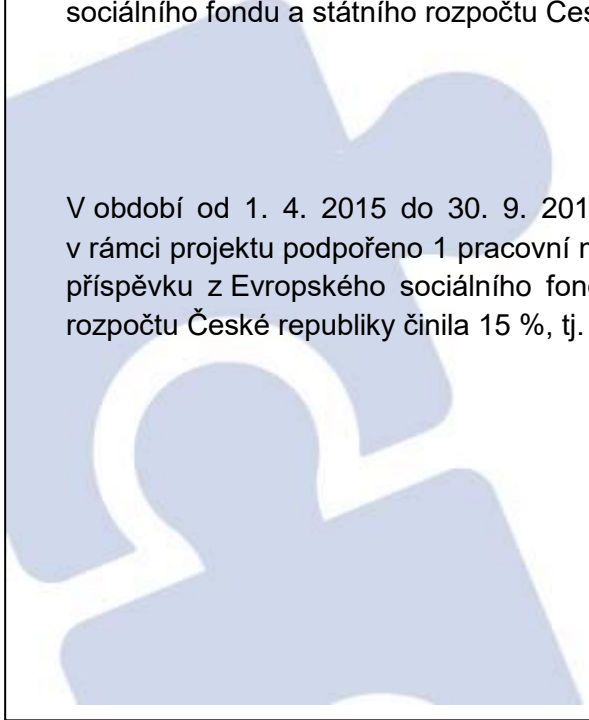 sociálního fondu a státního rozpočtu
V období od 1. 4. 2015 do 30. 9.
v rámci projektu podpořeno 1 pracovní
příspěvku z Evropského sociálního
rozpočtu České republiky činila 15 %, tj.